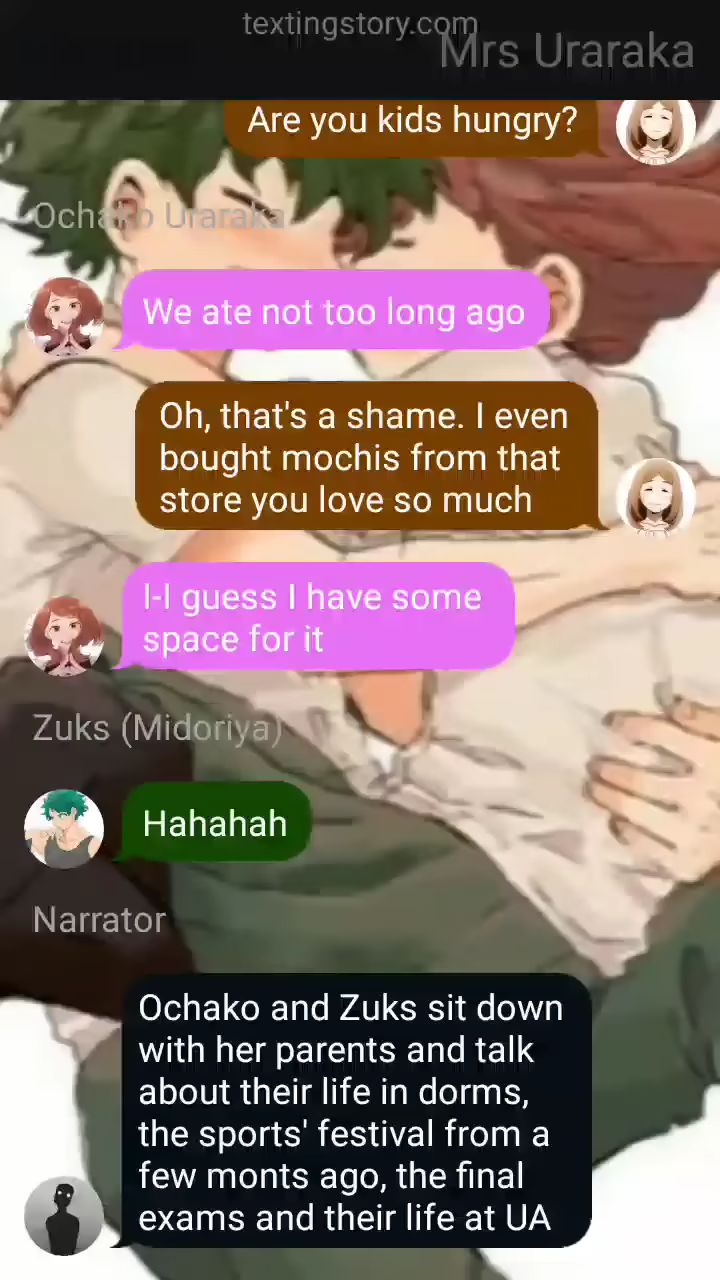 textingstory.com
Mrs Uraraka
Are you kids hungry?
Ochako Uraraka
We ate not too long ago
Oh, that's a shame. I even
bought mochis from that
store you love so much
I-I guess I have some
space for it
Zuks (Midoriya)
Hahahah
Narrator
Ochako and Zuks sit down
with her parents and talk
about their life in dorms,
the sports' festival from a
few monts ago, the final
exams and their life at UA